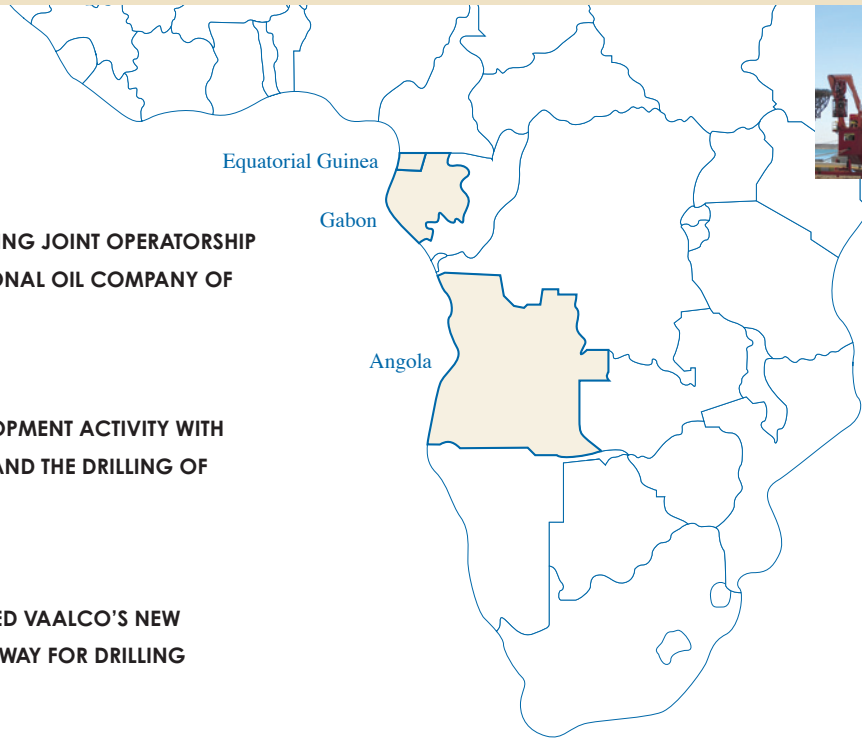 Equatorial Guinea
Gabon
ING JOINT OPERATORSHIP
ONAL OIL COMPANY OF
Angola
OPMENT ACTIVITY WITH
AND THE DRILLING OF
ED VAALCO’S NEW
WAY FOR DRILLING